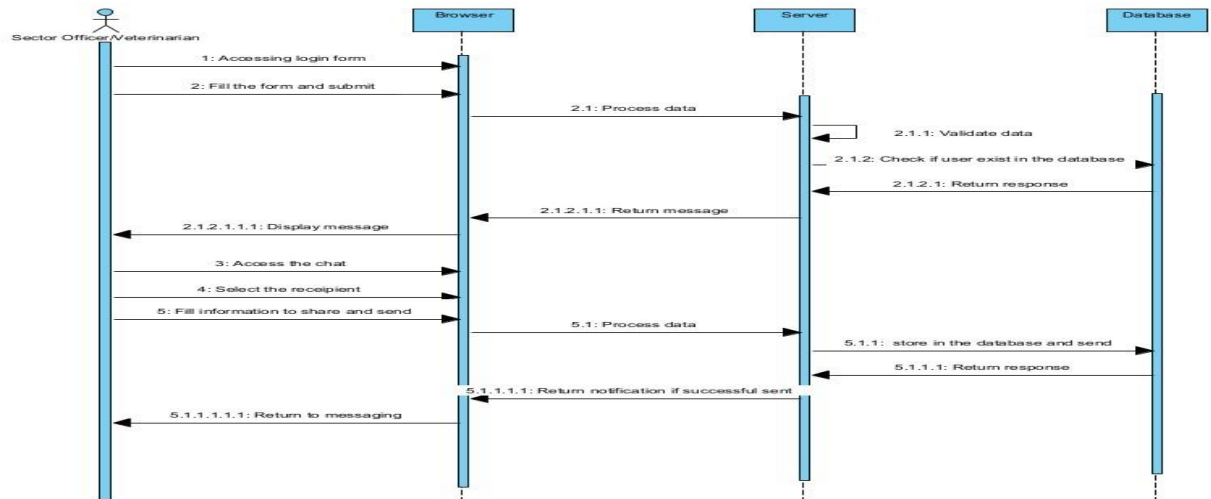 Browser
Server
Database
Sector Officer/Veterinarian
1: Accessing login form
2: Fill the form and submit
2.1: Process data
2.1.1: Validate data
2.1.2: Check if user exist in the database
2.1.2.1: Return response
2.1.2.1.1: Return message
2.1.2.1.1.1: Display message
3: Access the chat
4: Select the receipient
5: Fill information to share and send
5.1: Process data
5.1.1: store in the database and send
5.1.1.1: Return response
5.1.1.1.1: Return notification if successful sent
5.1.1.1.1.1: Return to messaging